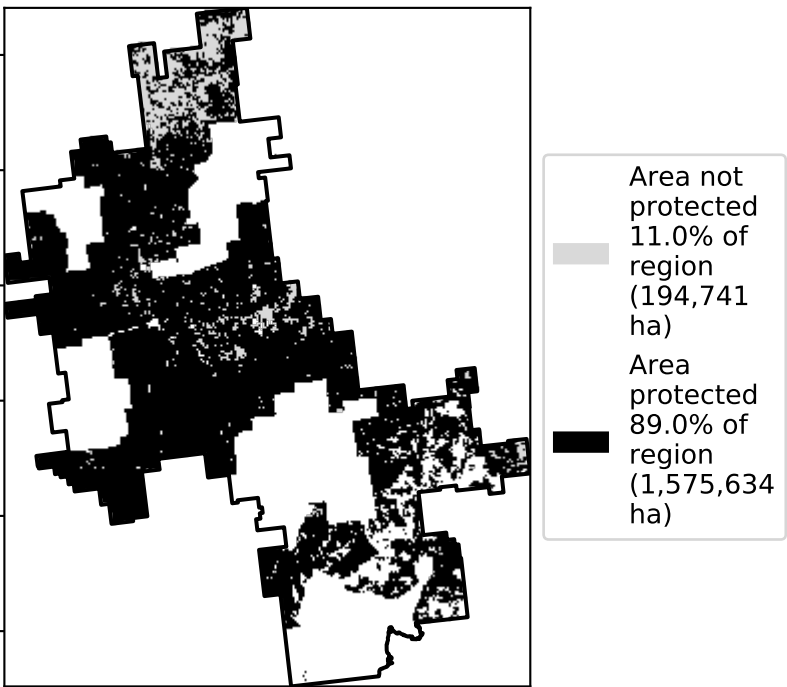 Area not
protected
11.0% of
region
(194,741
ha)
Area
protected
89.0% of
region
(1,575,634
ha)